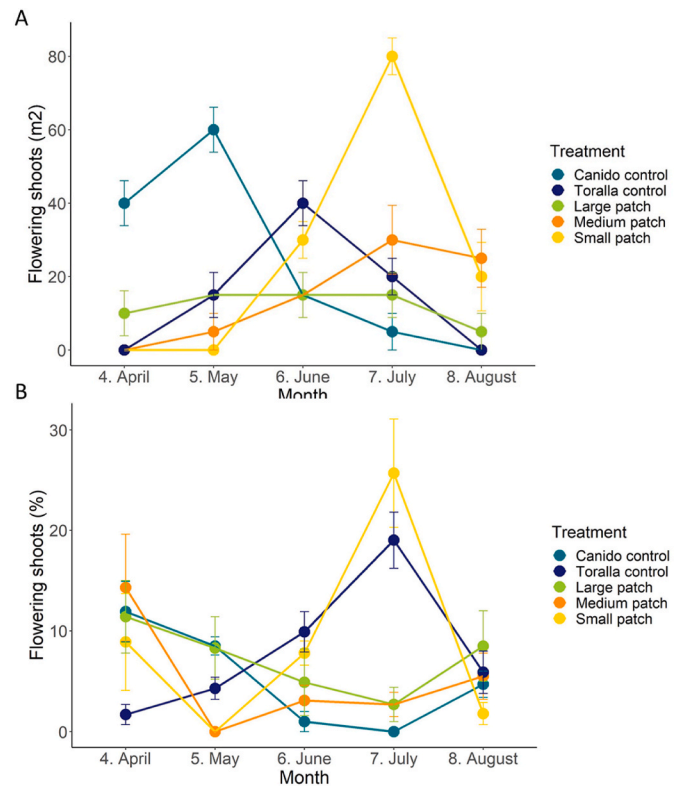 A
Flowering shoots (m2)
80
60
40
20
0
4. April 5. May 6. June 7. July 8. August
Month
Treatment
Canido control
Toralla control
Large patch
Medium patch
Small patch
B
Flowering shoots (%)
30
20
10
0
4. April 5. May 6. June 7. July 8. August
Month
Treatment
Canido control
Toralla control
Large patch
Medium patch
Small patch